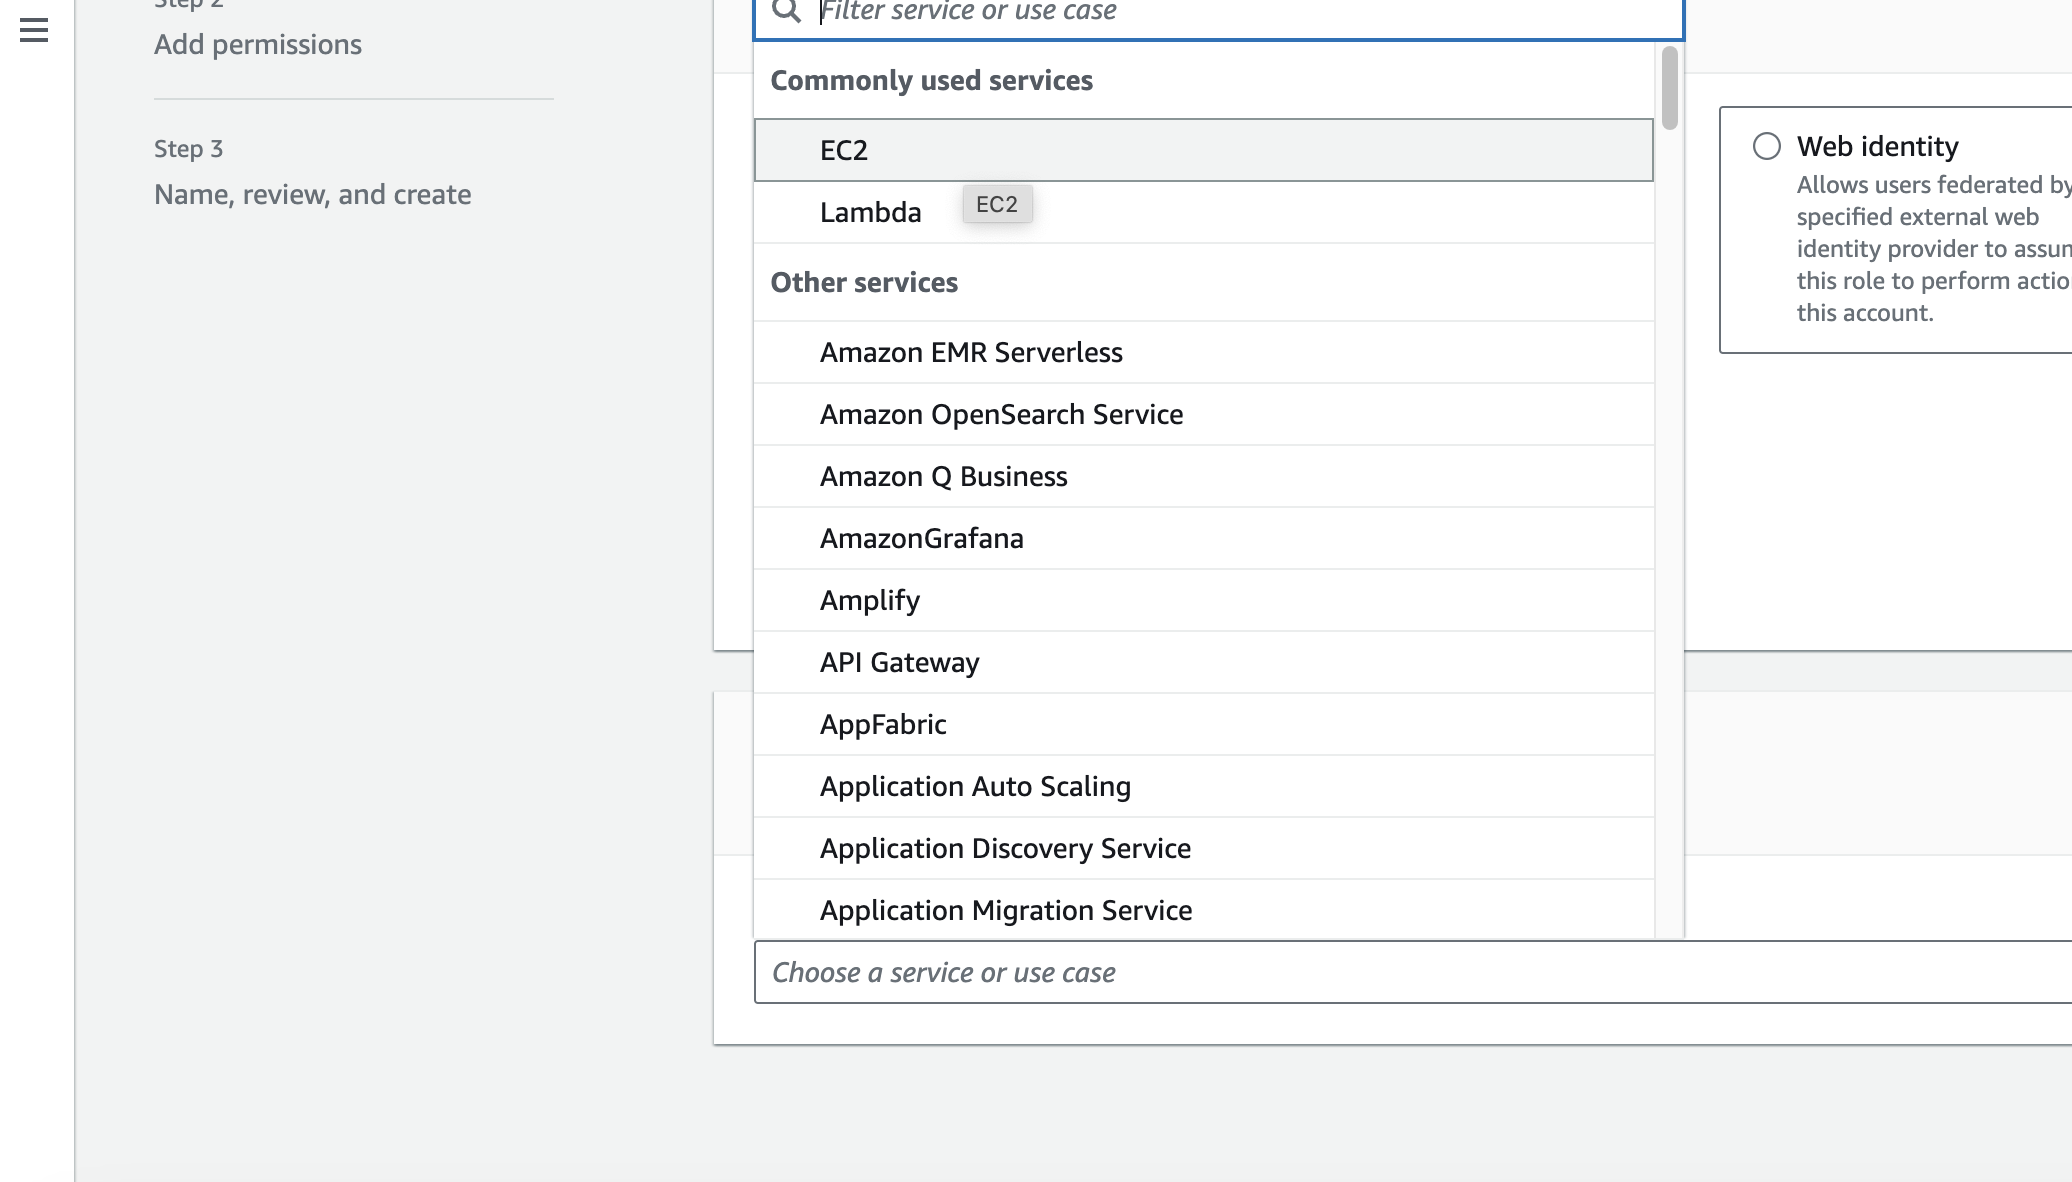 Step 2
Add permissions
Step 3
Name, review, and create
Filter service or use case
Commonly used services
EC2
Lambda
EC2
Other services
Amazon EMR Serverless
Amazon OpenSearch Service
Amazon Q Business
AmazonGrafana
Amplify
API Gateway
AppFabric
Application Auto Scaling
Application Discovery Service
Application Migration Service
Choose a service or use case
Web identity
Allows users federated by
specified external web
identity provider to assum
this role to perform actio
this account.